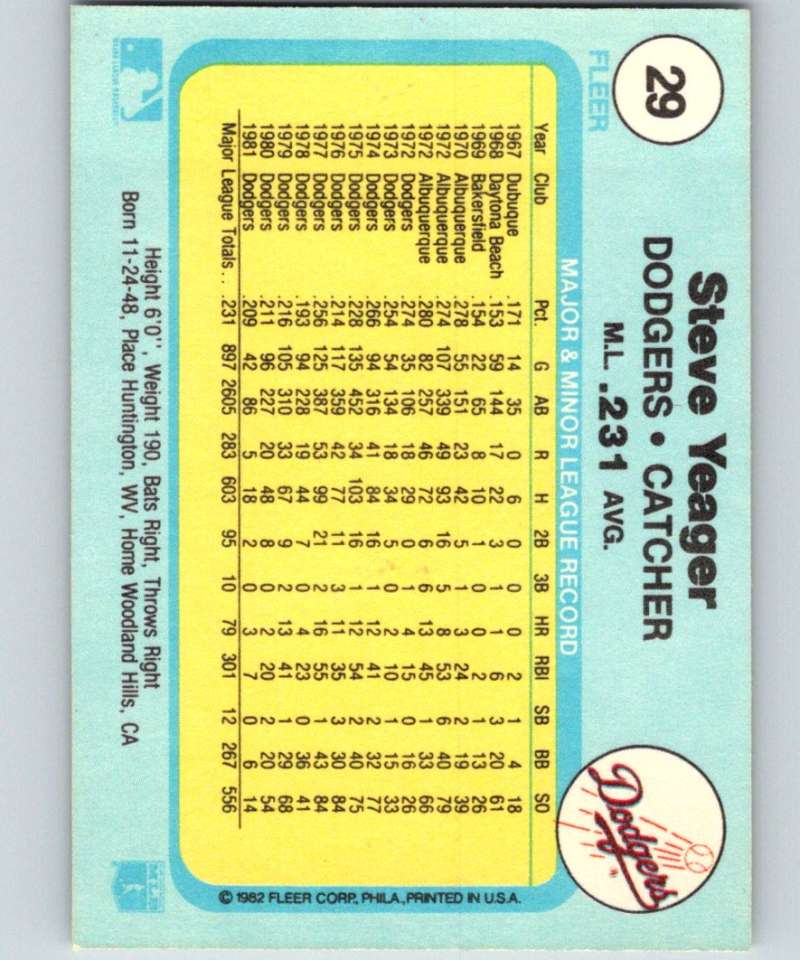 29
FLEER
Steve Yeager
DODGERS • CATCHER
M.L. .231 AVG.
Dodgers
MAJOR & MINOR LEAGUE RECORD
Year Club Pct. G AB R H 2B 3B HR RBI SB BB SO
1967 Dubuque .171 14 35 0 6 0 0 0 2 1 4 18
1968 Daytona Beach .153 59 144 17 22 3 1 1 6 3 20 61
1969 Bakersfield .154 22 65 8 10 1 0 0 2 1 13 26
1970 Albuquerque .278 55 151 23 42 5 1 3 24 2 19 39
1972 Albuquerque .274 107 339 49 93 16 5 8 53 6 40 79
1972 Albuquerque .280 82 257 46 72 6 6 13 45 1 33 66
1972 Dodgers .274 35 106 18 29 0 1 4 15 0 16 26
1973 Dodgers .254 54 134 18 34 5 0 2 10 1 15 33
1974 Dodgers .266 94 316 41 84 16 1 12 41 2 32 77
1975 Dodgers .228 135 452 34 103 16 1 12 54 2 40 75
1976 Dodgers .214 117 359 42 77 11 3 11 35 3 30 84
1977 Dodgers .256 125 387 53 99 21 2 16 55 1 43 84
1978 Dodgers .193 94 228 19 44 7 0 4 23 0 36 41
1979 Dodgers .216 105 310 33 67 9 2 13 41 1 29 68
1980 Dodgers .211 96 227 20 48 8 0 2 20 2 20 54
1981 Dodgers .209 42 86 5 18 2 0 3 7 0 6 14
Major League Totals . . .231 897 2605 283 603 95 10 79 301 12 267 556
© 1982 FLEER CORP., PHILA., PRINTED IN U.S.A.
Height 6'0", Weight 190, Bats Right, Throws Right
Born 11-24-48, Place Huntington, WV, Home Woodland Hills, CA